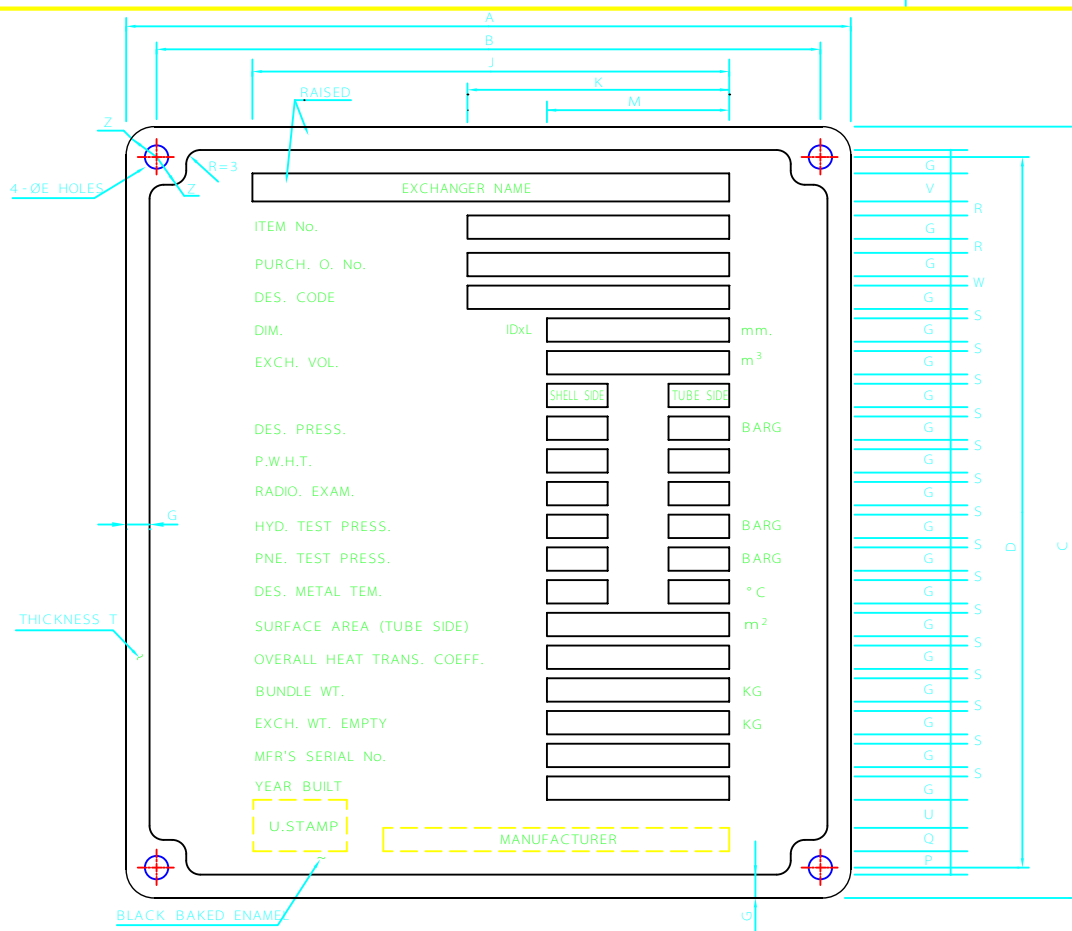 A
B
J
K
M
RAISED
Z
R=3
Z
4-ØE HOLES
EXCHANGER NAME
ITEM No.
PURCH. O. No.
DES. CODE
DIM. IDxL mm.
EXCH. VOL. m³
SHELL SIDE TUBE SIDE
DES. PRESS. BARG
P.W.H.T.
RADIO. EXAM.
HYD. TEST PRESS. BARG
PNE. TEST PRESS. BARG
DES. METAL TEM. °C
SURFACE AREA (TUBE SIDE) m²
OVERALL HEAT TRANS. COEFF.
BUNDLE WT. KG
EXCH. WT. EMPTY KG
MFR'S SERIAL No.
YEAR BUILT
U.STAMP
MANUFACTURER
G
THICKNESS T
BLACK BAKED ENAMEL
G
G
V
R
G
R
G
W
G
S
G
S
G
S
G
S
G
S
G
S
G
S
G
S
G
S
G
S
G
S
G
S
G
S
G
S
G
S
G
U
Q
P
D
C